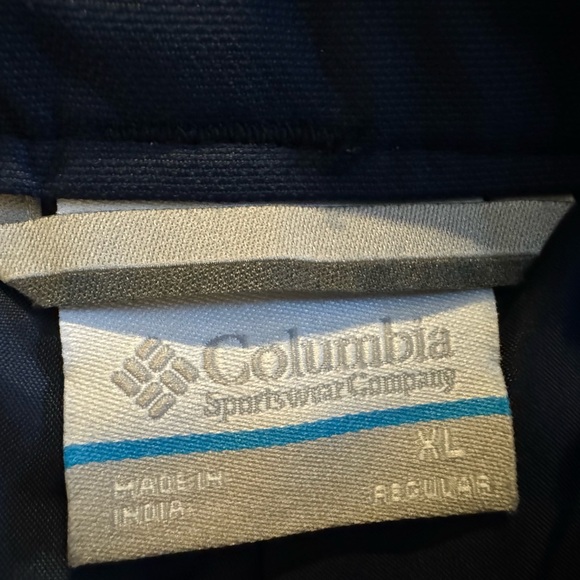 Columbia
Sportswear Company
XL
MADE IN
INDIA
REGULAR